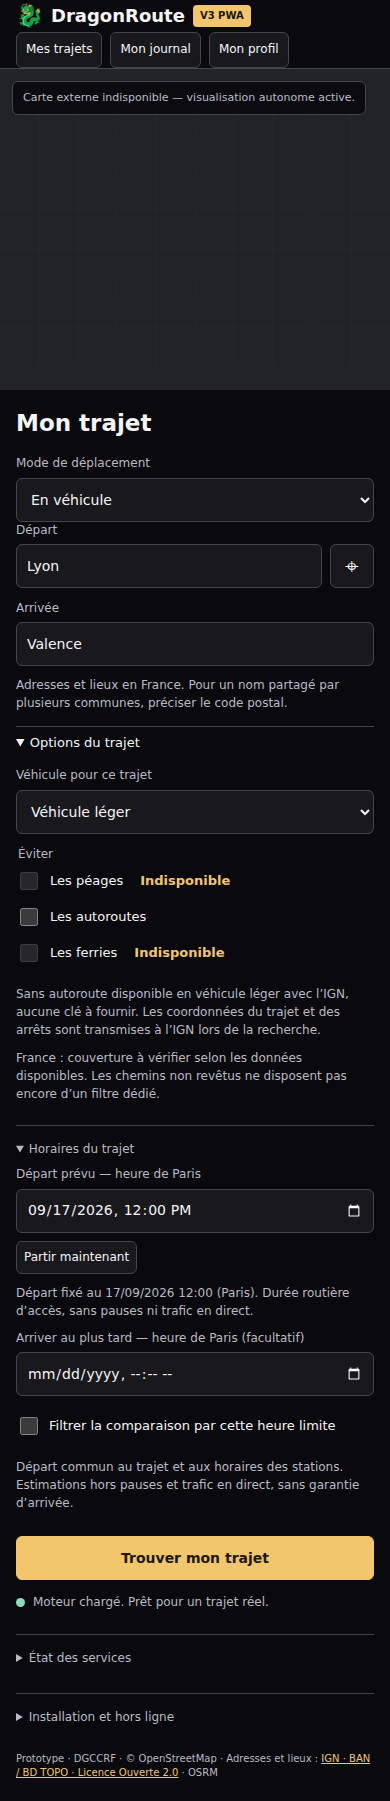 DragonRoute V3 PWA
Mes trajets Mon journal Mon profil
Carte externe indisponible — visualisation autonome active.
Mon trajet
Mode de déplacement
En véhicule
Départ
Lyon
Arrivée
Valence
Adresses et lieux en France. Pour un nom partagé par
plusieurs communes, préciser le code postal.
Options du trajet
Véhicule pour ce trajet
Véhicule léger
Éviter
Les péages Indisponible
Les autoroutes
Les ferries Indisponible
Sans autoroute disponible en véhicule léger avec l’IGN,
aucune clé à fournir. Les coordonnées du trajet et des
arrêts sont transmises à l’IGN lors de la recherche.
France : couverture à vérifier selon les données
disponibles. Les chemins non revêtus ne disposent pas
encore d’un filtre dédié.
Horaires du trajet
Départ prévu — heure de Paris
09/17/2026, 12:00 PM
Partir maintenant
Départ fixé au 17/09/2026 12:00 (Paris). Durée routière
d’accès, sans pauses ni trafic en direct.
Arriver au plus tard — heure de Paris (facultatif)
mm/dd/yyyy, --:-- --
Filtrer la comparaison par cette heure limite
Départ commun au trajet et aux horaires des stations.
Estimations hors pauses et trafic en direct, sans garantie
d’arrivée.
Trouver mon trajet
Moteur chargé. Prêt pour un trajet réel.
État des services
Installation et hors ligne
Prototype · DGCCRF · © OpenStreetMap · Adresses et lieux : IGN · BAN
/ BD TOPO · Licence Ouverte 2.0 · OSRM